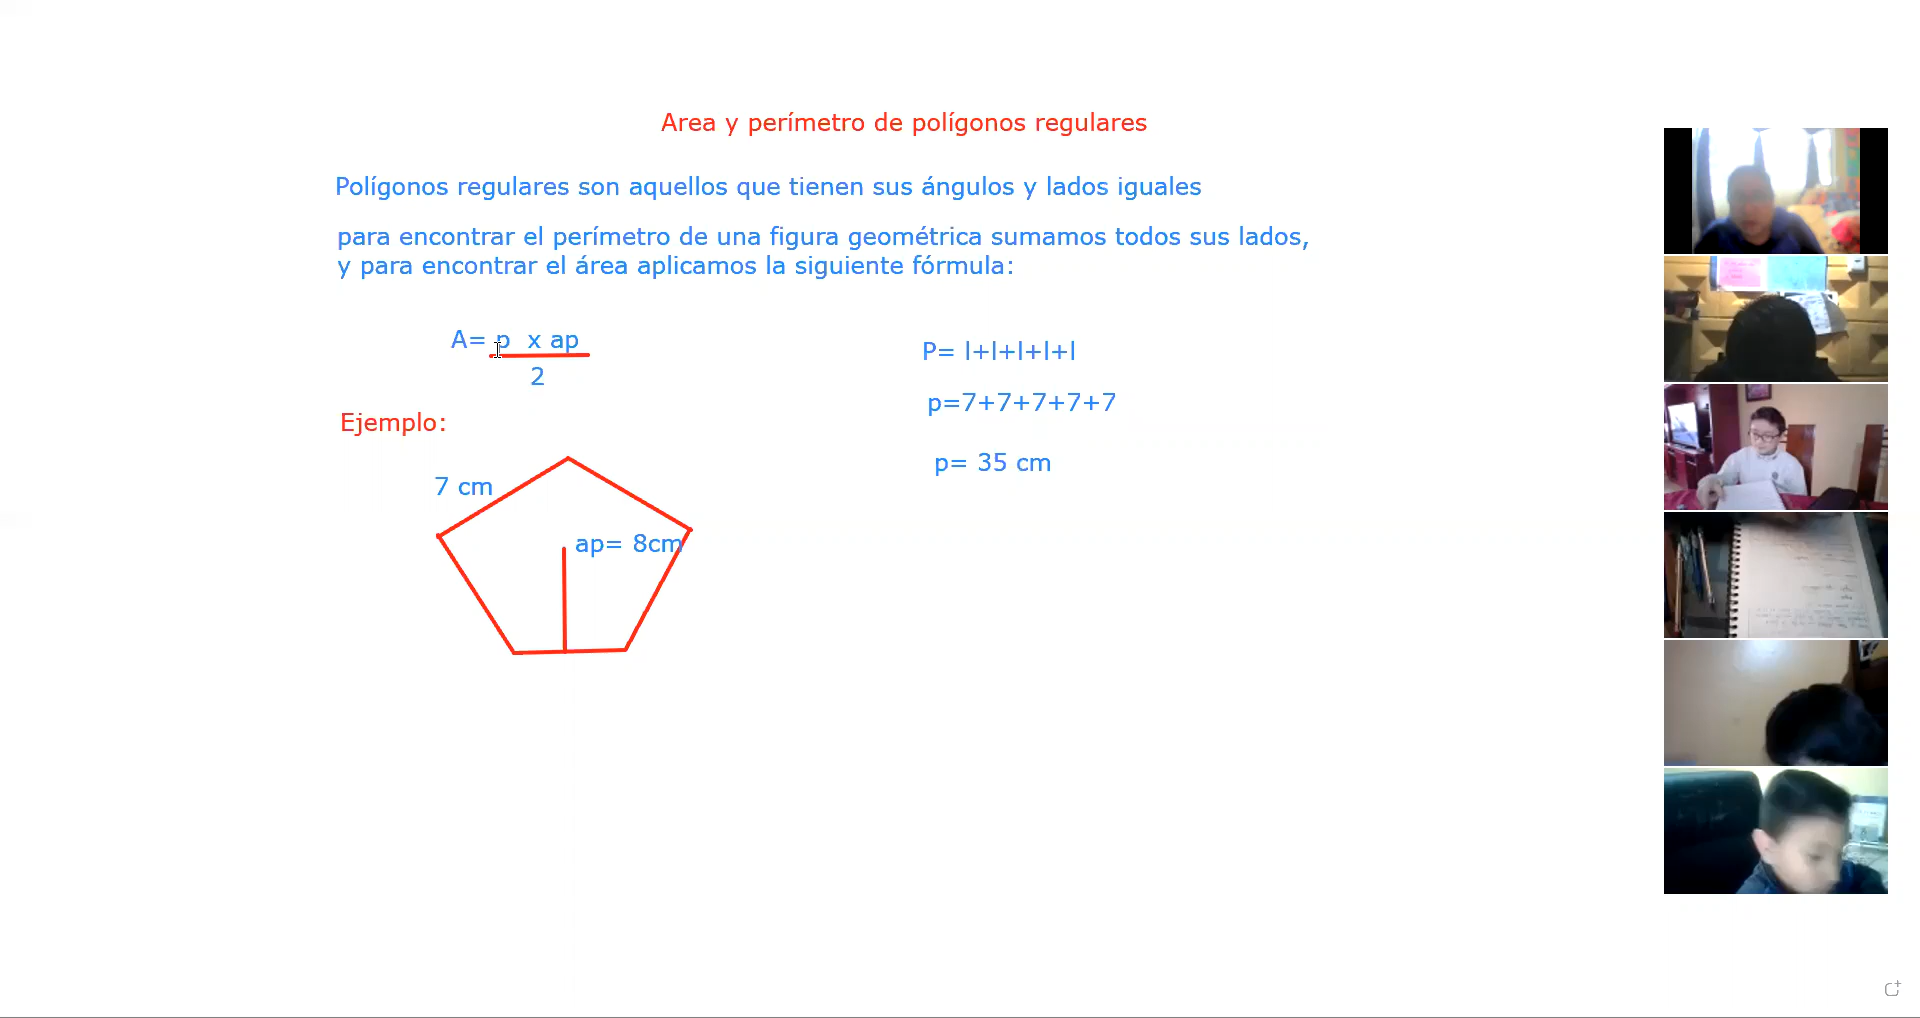 Area y perímetro de polígonos regulares
Polígonos regulares son aquellos que tienen sus ángulos y lados iguales
para encontrar el perímetro de una figura geométrica sumamos todos sus lados,
y para encontrar el área aplicamos la siguiente fórmula:
A= p x ap
2
P= l+l+l+l+l
p=7+7+7+7+7
p= 35 cm
Ejemplo:
7 cm
ap= 8cm